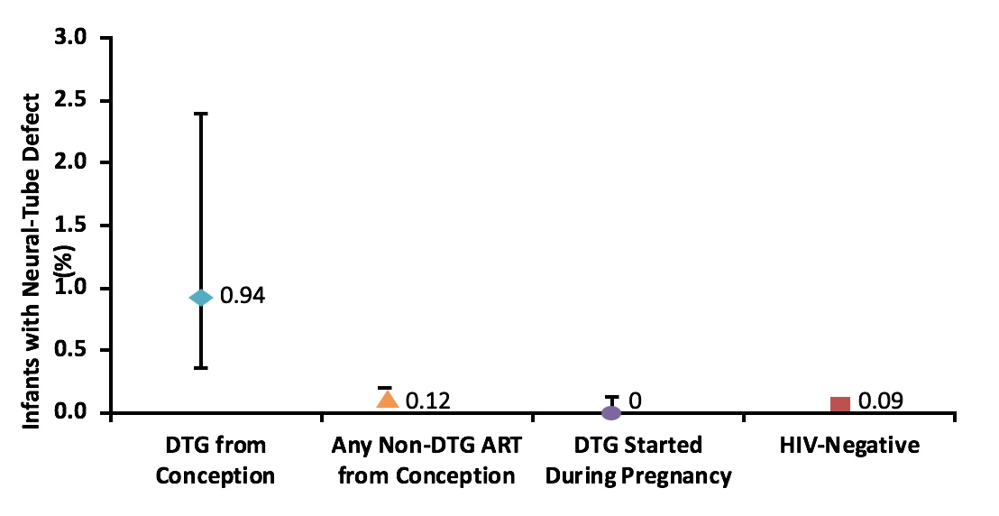 Infants with Neural-Tube Defect
(%)
3.0
2.5
2.0
1.5
1.0
0.5
0.0
0.94
0.12
0
0.09
DTG from
Conception
Any Non-DTG ART
from Conception
DTG Started
During Pregnancy
HIV-Negative